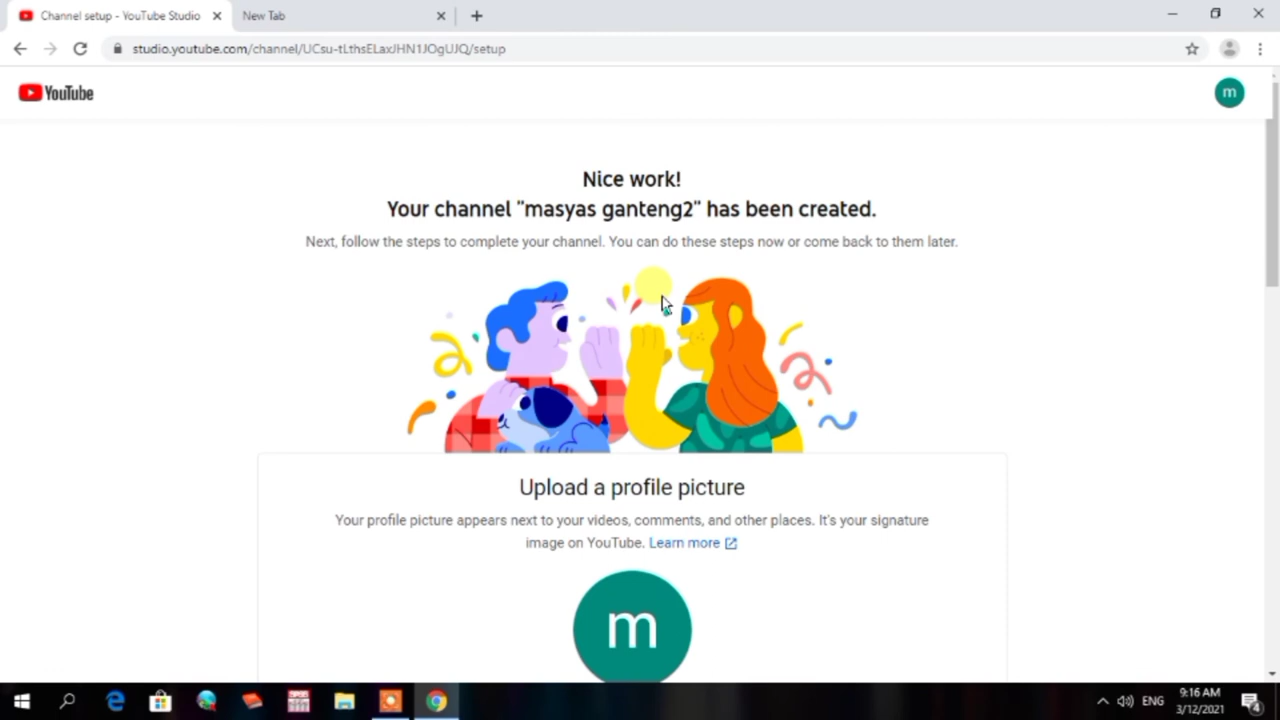 Channel setup - YouTube Studio
New Tab
studio.youtube.com/channel/UCsu-tLthsELaxJHN1JOgUJQ/setup
YouTube
m
Nice work!
Your channel "masyas ganteng2" has been created.
Next, follow the steps to complete your channel. You can do these steps now or come back to them later.
Upload a profile picture
Your profile picture appears next to your videos, comments, and other places. It's your signature
image on YouTube. Learn more
m
ENG
9:16 AM
3/12/2021
4